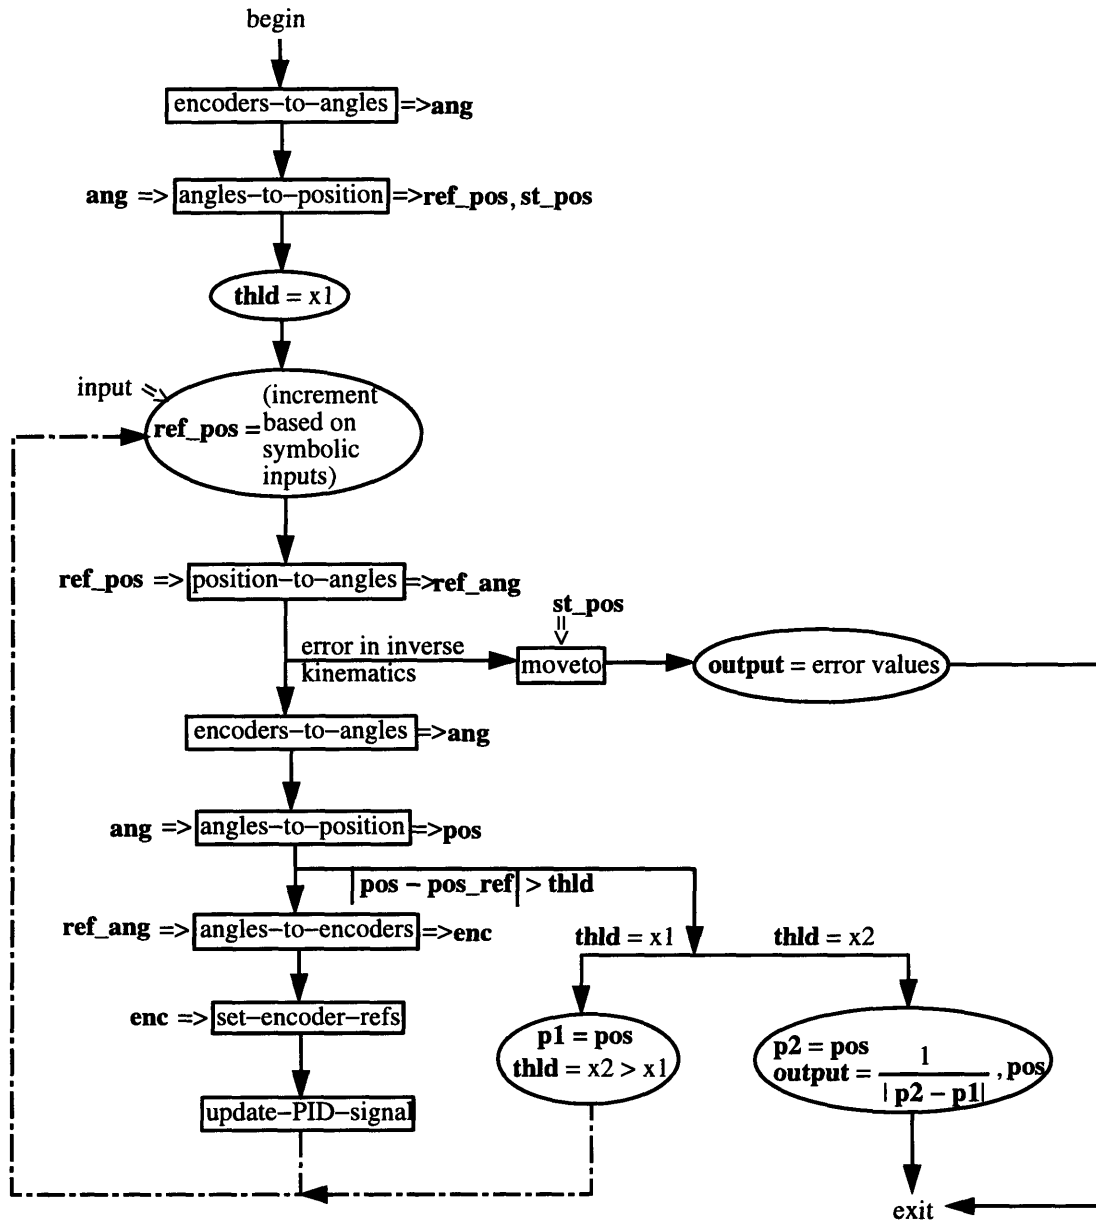 begin
encoders−to−angles =>ang
ang => angles−to−position =>ref_pos, st_pos
thld = x1
input =>
ref_pos = (increment
based on
symbolic
inputs)
ref_pos => position−to−angles =>ref_ang
st_pos
=>
error in inverse
kinematics
moveto
output = error values
encoders−to−angles =>ang
ang => angles−to−position =>pos
|pos − pos_ref| > thld
ref_ang => angles−to−encoders =>enc
thld = x1
thld = x2
enc => set−encoder−refs
p1 = pos
thld = x2 > x1
p2 = pos
output = 1 / |p2 − p1| , pos
update−PID−signal
exit